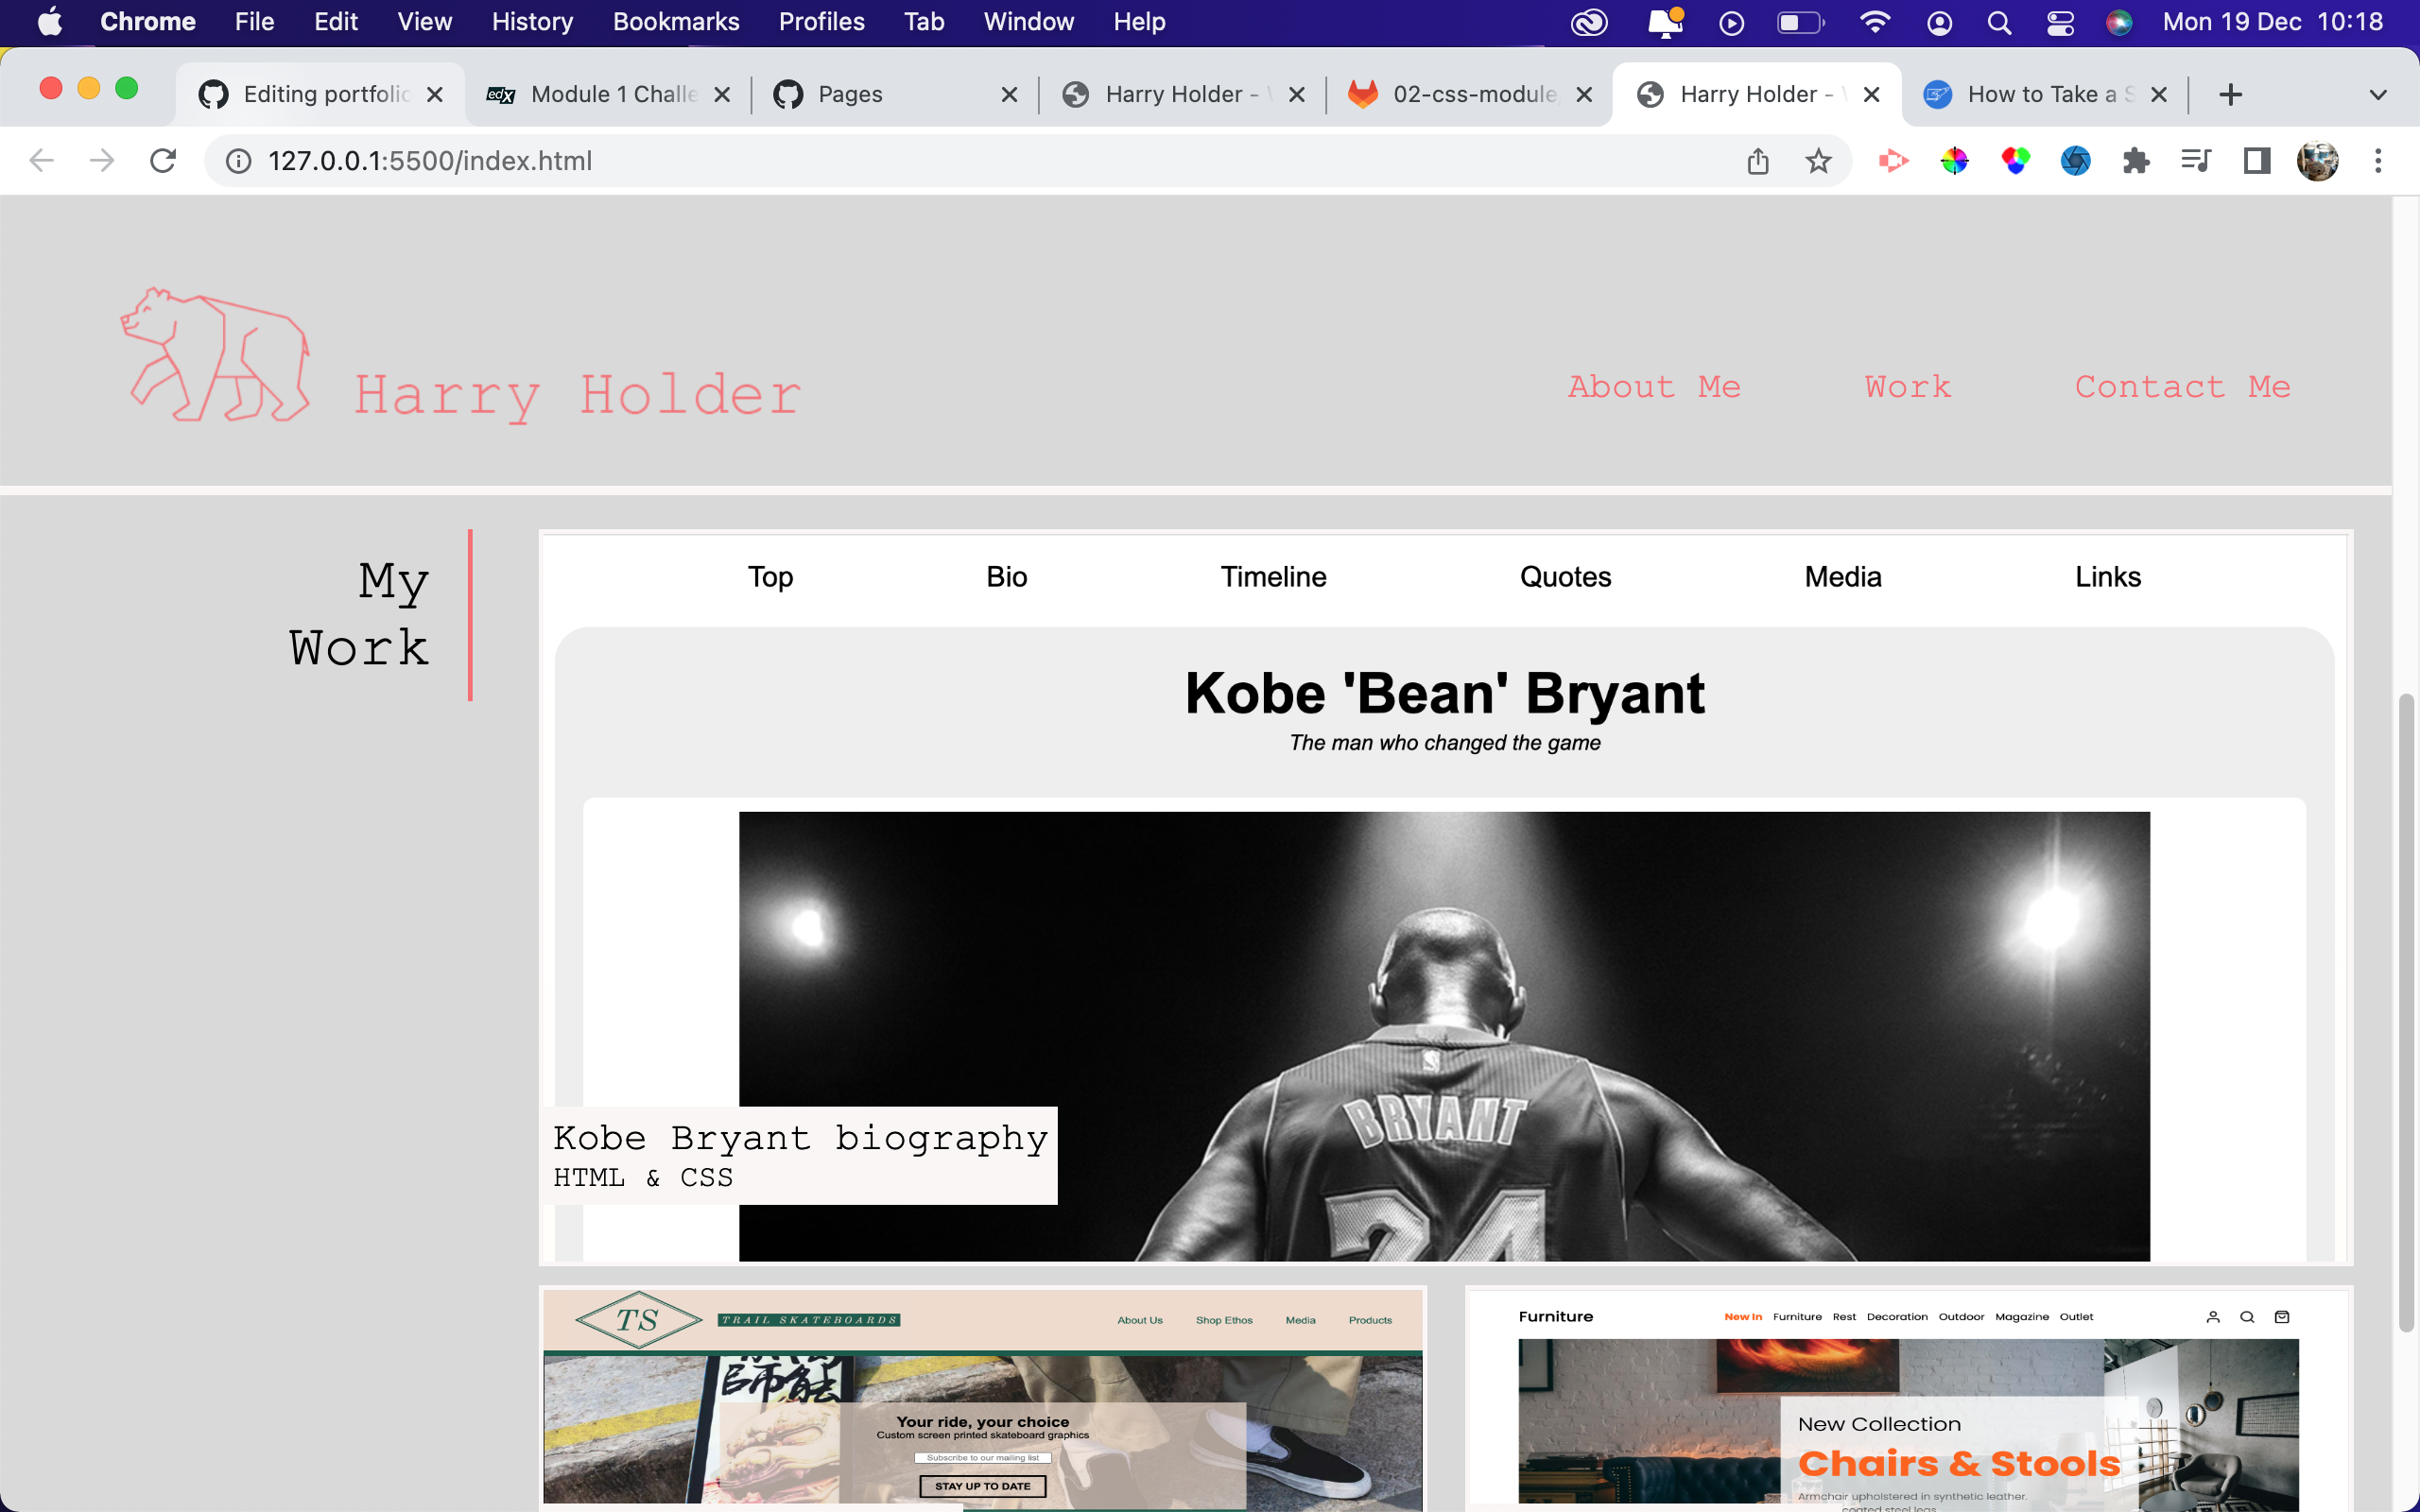 Chrome File Edit View History Bookmarks Profiles Tab Window Help Mon 19 Dec 10:18
Editing portfolio Module 1 Challe Pages Harry Holder - 02-css-module Harry Holder - How to Take a S
127.0.0.1:5500/index.html
Harry Holder
About Me Work Contact Me
My
Work
Top Bio Timeline Quotes Media Links
Kobe 'Bean' Bryant
The man who changed the game
BRYANT
24
Kobe Bryant biography
HTML & CSS
TS TRAIL SKATEBOARDS About Us Shop Ethos Media Products
Your ride, your choice
Custom screen printed skateboard graphics
Subscribe to our mailing list
STAY UP TO DATE
Furniture New In Furniture Rest Decoration Outdoor Magazine Outlet
New Collection
Chairs & Stools
Armchair upholstered in synthetic leather.
coated steel legs